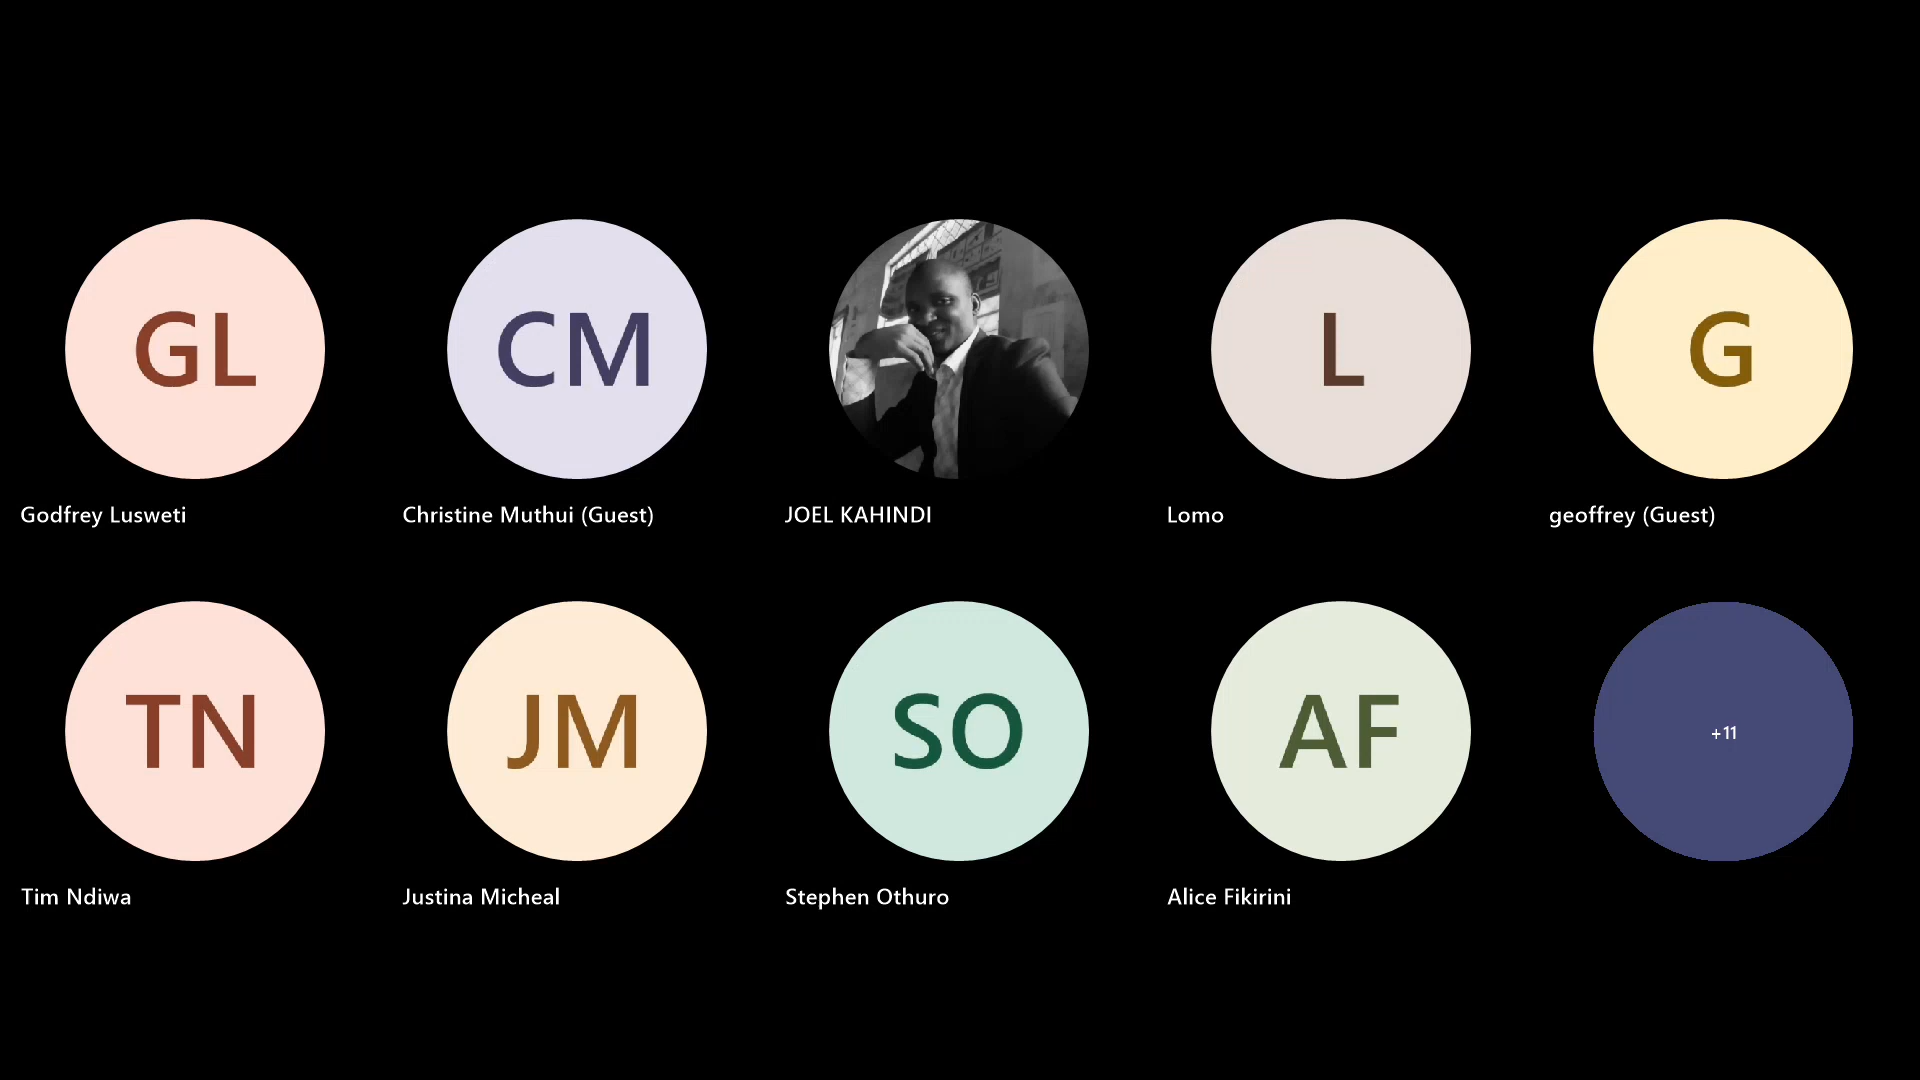 GL
CM
L
G
Godfrey Lusweti
Christine Muthui (Guest)
JOEL KAHINDI
Lomo
geoffrey (Guest)
TN
JM
SO
AF
+11
Tim Ndiwa
Justina Micheal
Stephen Othuro
Alice Fikirini